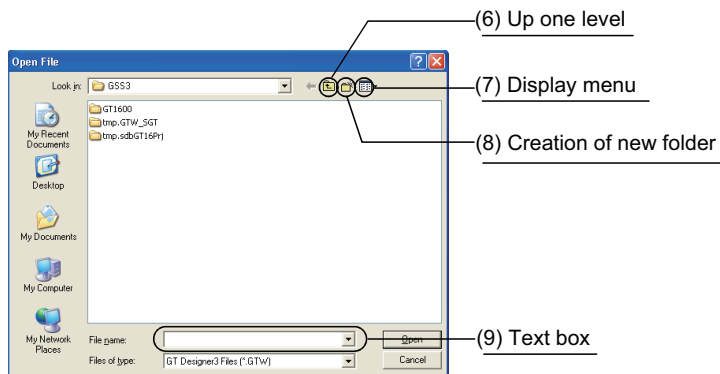 (6) Up one level
Open File
Look in:
GSS3
(7) Display menu
GT1600
tmp.GTW_SGT
tmp.sdbGT16Prj
My Recent
Documents
(8) Creation of new folder
Desktop
My Documents
My Computer
My Network
Places
File name:
Open
(9) Text box
Files of type:
GT Designer3 Files (*.GTW)
Cancel